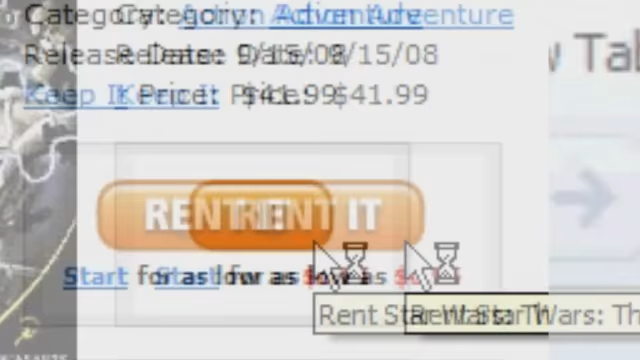 Category: Action Adventure
Release Date: 9/15/08
Keep It Price: $41.99
w Tab
RENT IT
Start for as low as
Rent Star Wars: Th